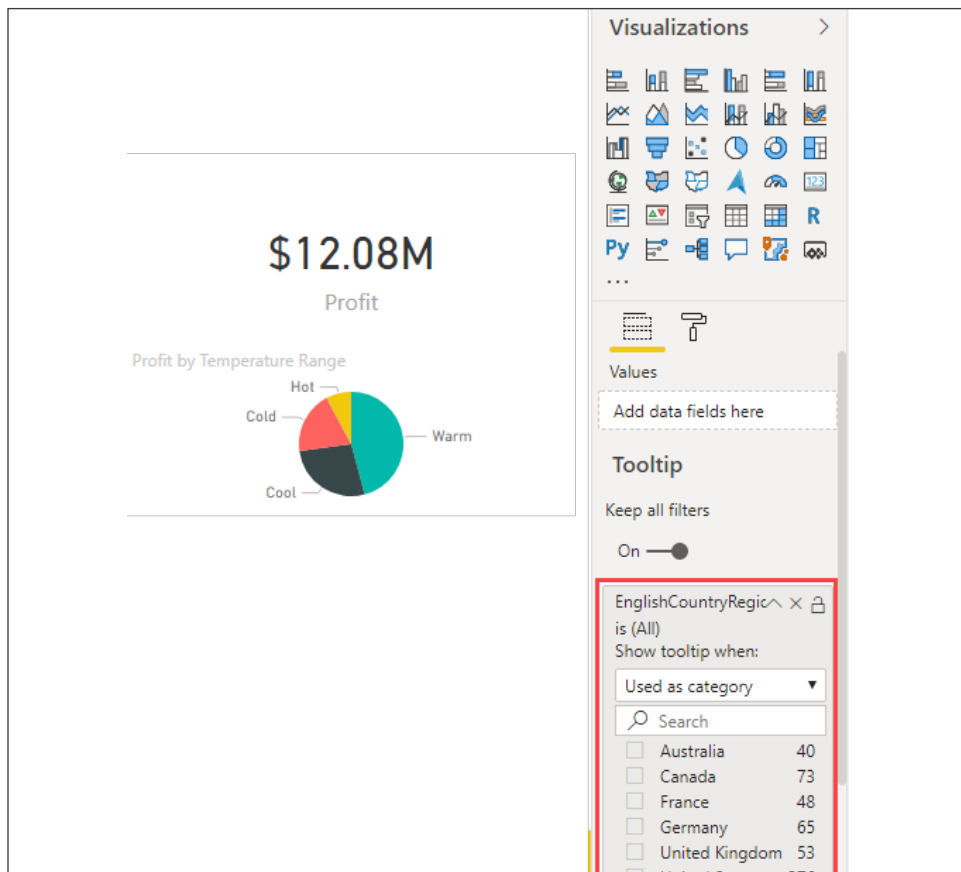 Visualizations
123
R
Py
...
$12.08M
Profit
Profit by Temperature Range
Hot
Cold
Warm
Cool
Values
Add data fields here
Tooltip
Keep all filters
On
EnglishCountryRegic
is (All)
Show tooltip when:
Used as category
Search
Australia 40
Canada 73
France 48
Germany 65
United Kingdom 53